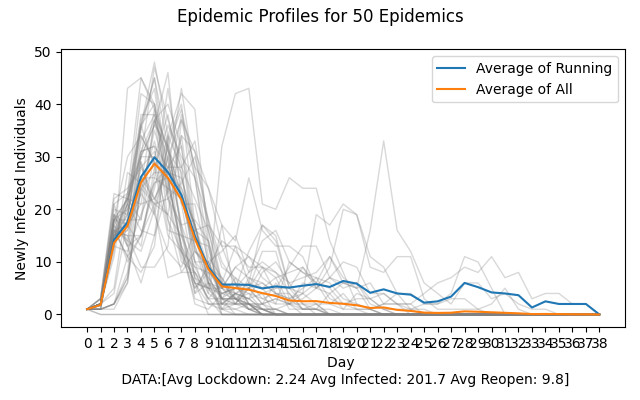 Epidemic Profiles for 50 Epidemics
Newly Infected Individuals
50
40
30
20
10
0
Average of Running
Average of All
0 1 2 3 4 5 6 7 8 9 10 11 12 13 14 15 16 17 18 19 20 21 22 23 24 25 26 27 28 29 30 31 32 33 34 35 36 37 38
Day
DATA:[Avg Lockdown: 2.24 Avg Infected: 201.7 Avg Reopen: 9.8]